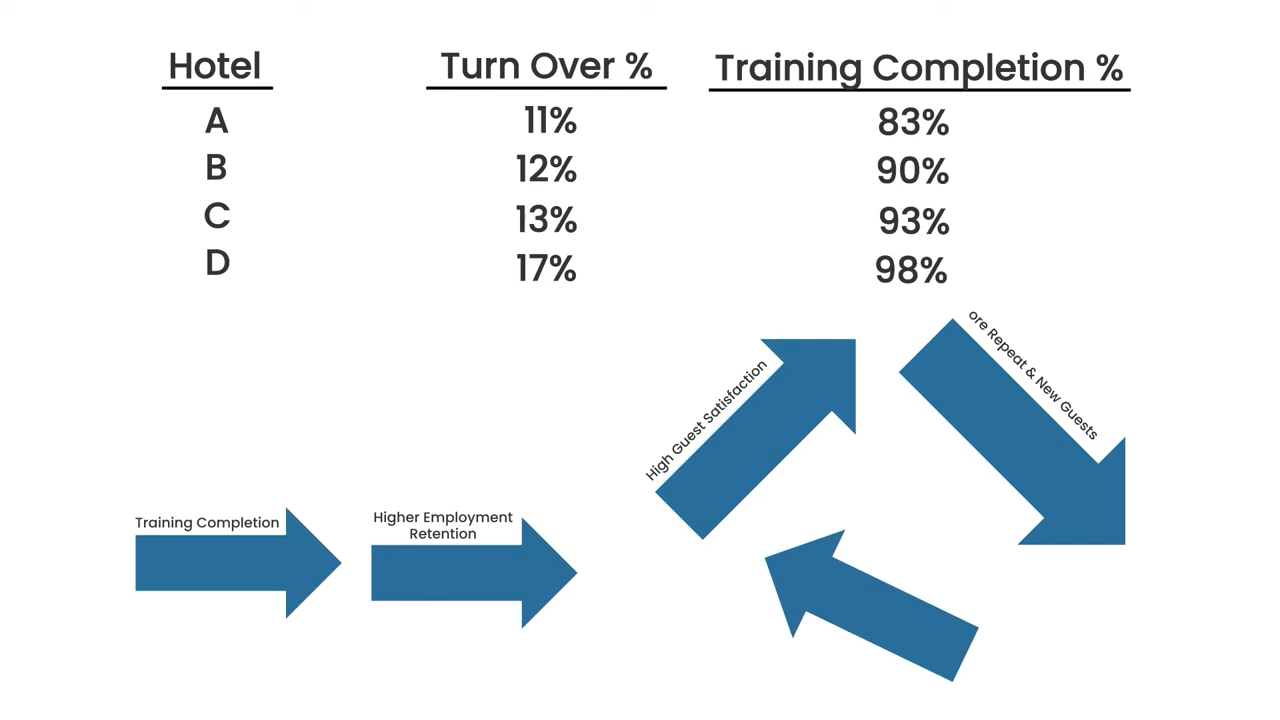 Hotel Turn Over % Training Completion %
A 11% 83%
B 12% 90%
C 13% 93%
D 17% 98%
Training Completion
Higher Employment
Retention
High Guest Satisfaction
ore Repeat & New Guests